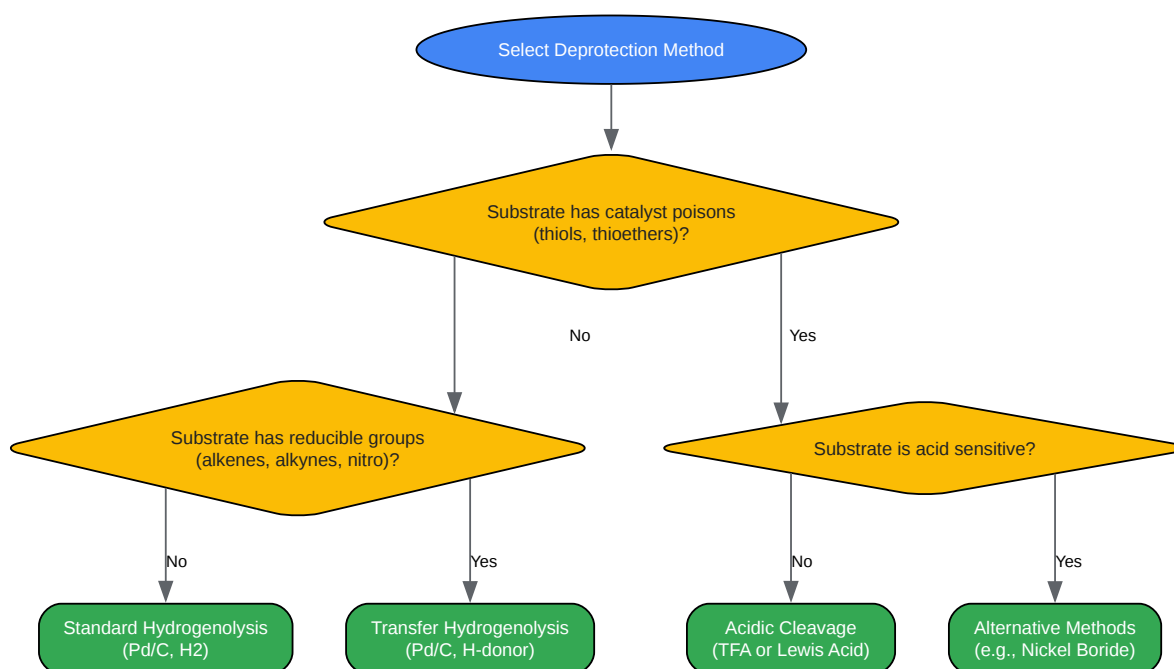 Select Deprotection Method
Substrate has catalyst poisons
(thiols, thioethers)?
No
Yes
Substrate has reducible groups
(alkenes, alkynes, nitro)?
Substrate is acid sensitive?
No
Yes
No
Yes
Standard Hydrogenolysis
(Pd/C, H2)
Transfer Hydrogenolysis
(Pd/C, H-donor)
Acidic Cleavage
(TFA or Lewis Acid)
Alternative Methods
(e.g., Nickel Boride)